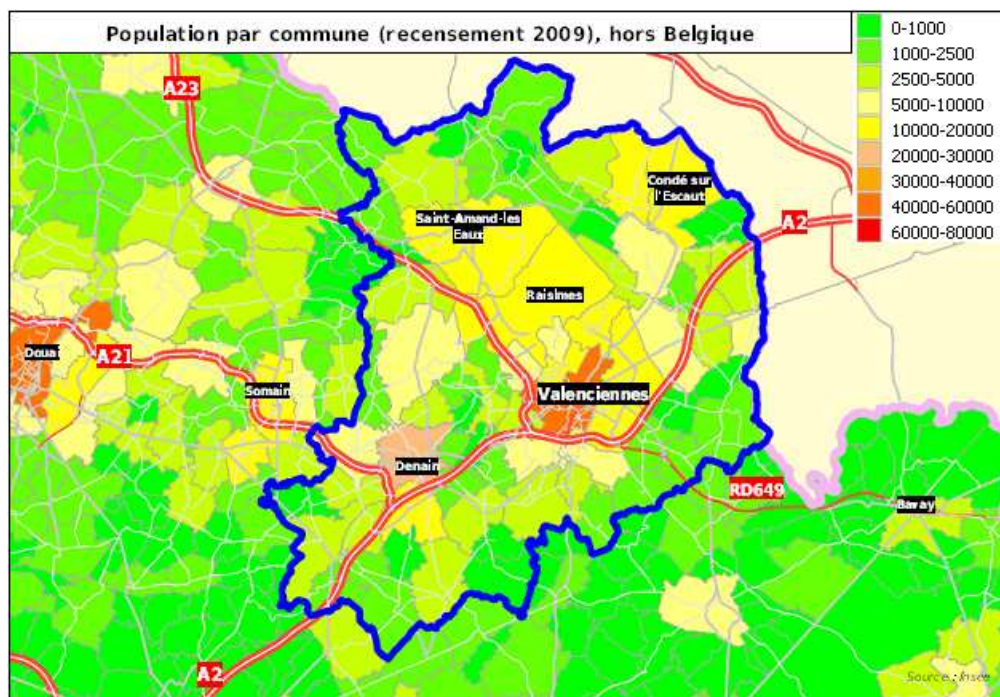 Population par commune (recensement 2009), hors Belgique
0-1000
1000-2500
2500-5000
5000-10000
10000-20000
20000-30000
30000-40000
40000-60000
60000-80000
A23
Condé sur
l'Escaut
Saint-Amand-les
Eaux
A2
Raismes
Douai
A21
Somain
Valenciennes
Denain
RD649
Bavay
A2
Source : Insee